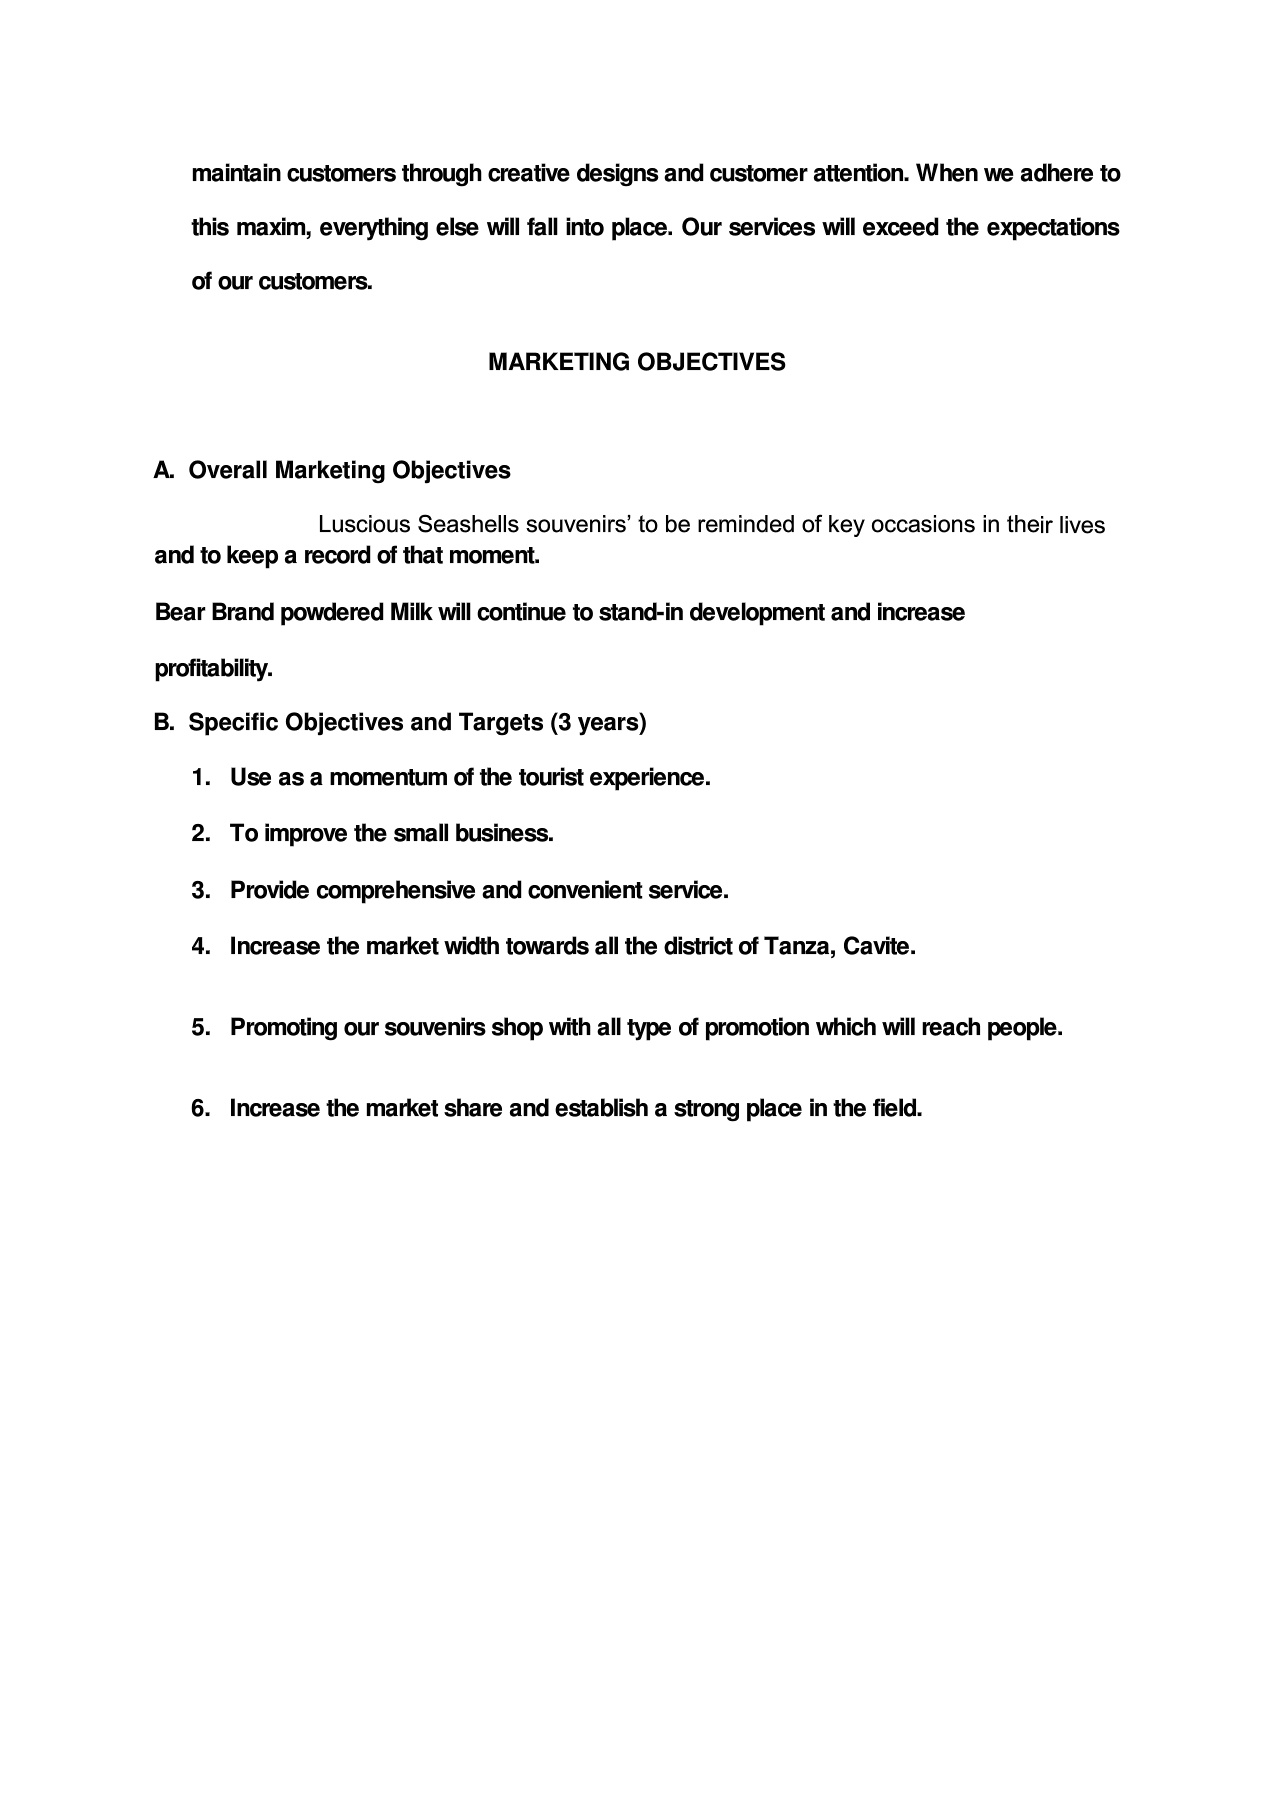 maintain customers through creative designs and customer attention. When we adhere to
this maxim, everything else will fall into place. Our services will exceed the expectations
of our customers.
MARKETING OBJECTIVES
A. Overall Marketing Objectives
Luscious Seashells souvenirs’ to be reminded of key occasions in their lives
and to keep a record of that moment.
Bear Brand powdered Milk will continue to stand-in development and increase
profitability.
B. Specific Objectives and Targets (3 years)
1. Use as a momentum of the tourist experience.
2. To improve the small business.
3. Provide comprehensive and convenient service.
4. Increase the market width towards all the district of Tanza, Cavite.
5. Promoting our souvenirs shop with all type of promotion which will reach people.
6. Increase the market share and establish a strong place in the field.